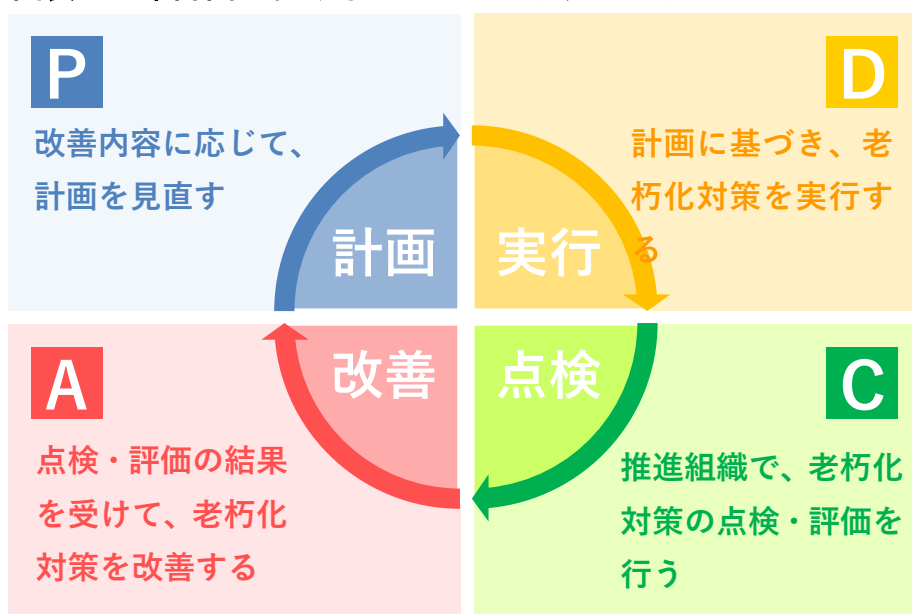 P
改善内容に応じて、
計画を見直す
計画
D
計画に基づき、老
朽化対策を実行す
る
実行
A
点検・評価の結果
を受けて、老朽化
対策を改善する
改善
C
推進組織で、老朽化
対策の点検・評価を
行う
点検